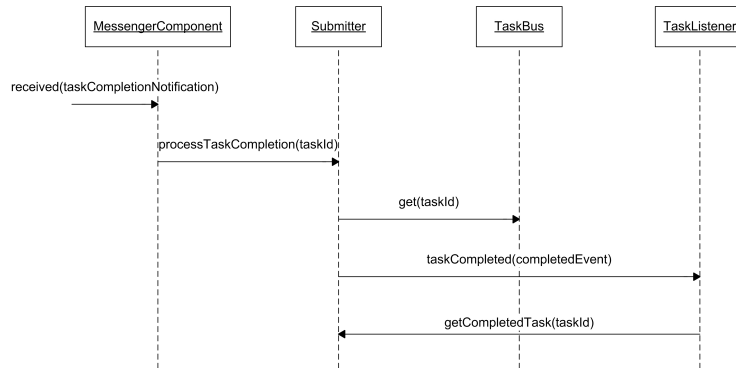 MessengerComponent
Submitter
TaskBus
TaskListener
received(taskCompletionNotification)
processTaskCompletion(taskId)
get(taskId)
taskCompleted(completedEvent)
getCompletedTask(taskId)